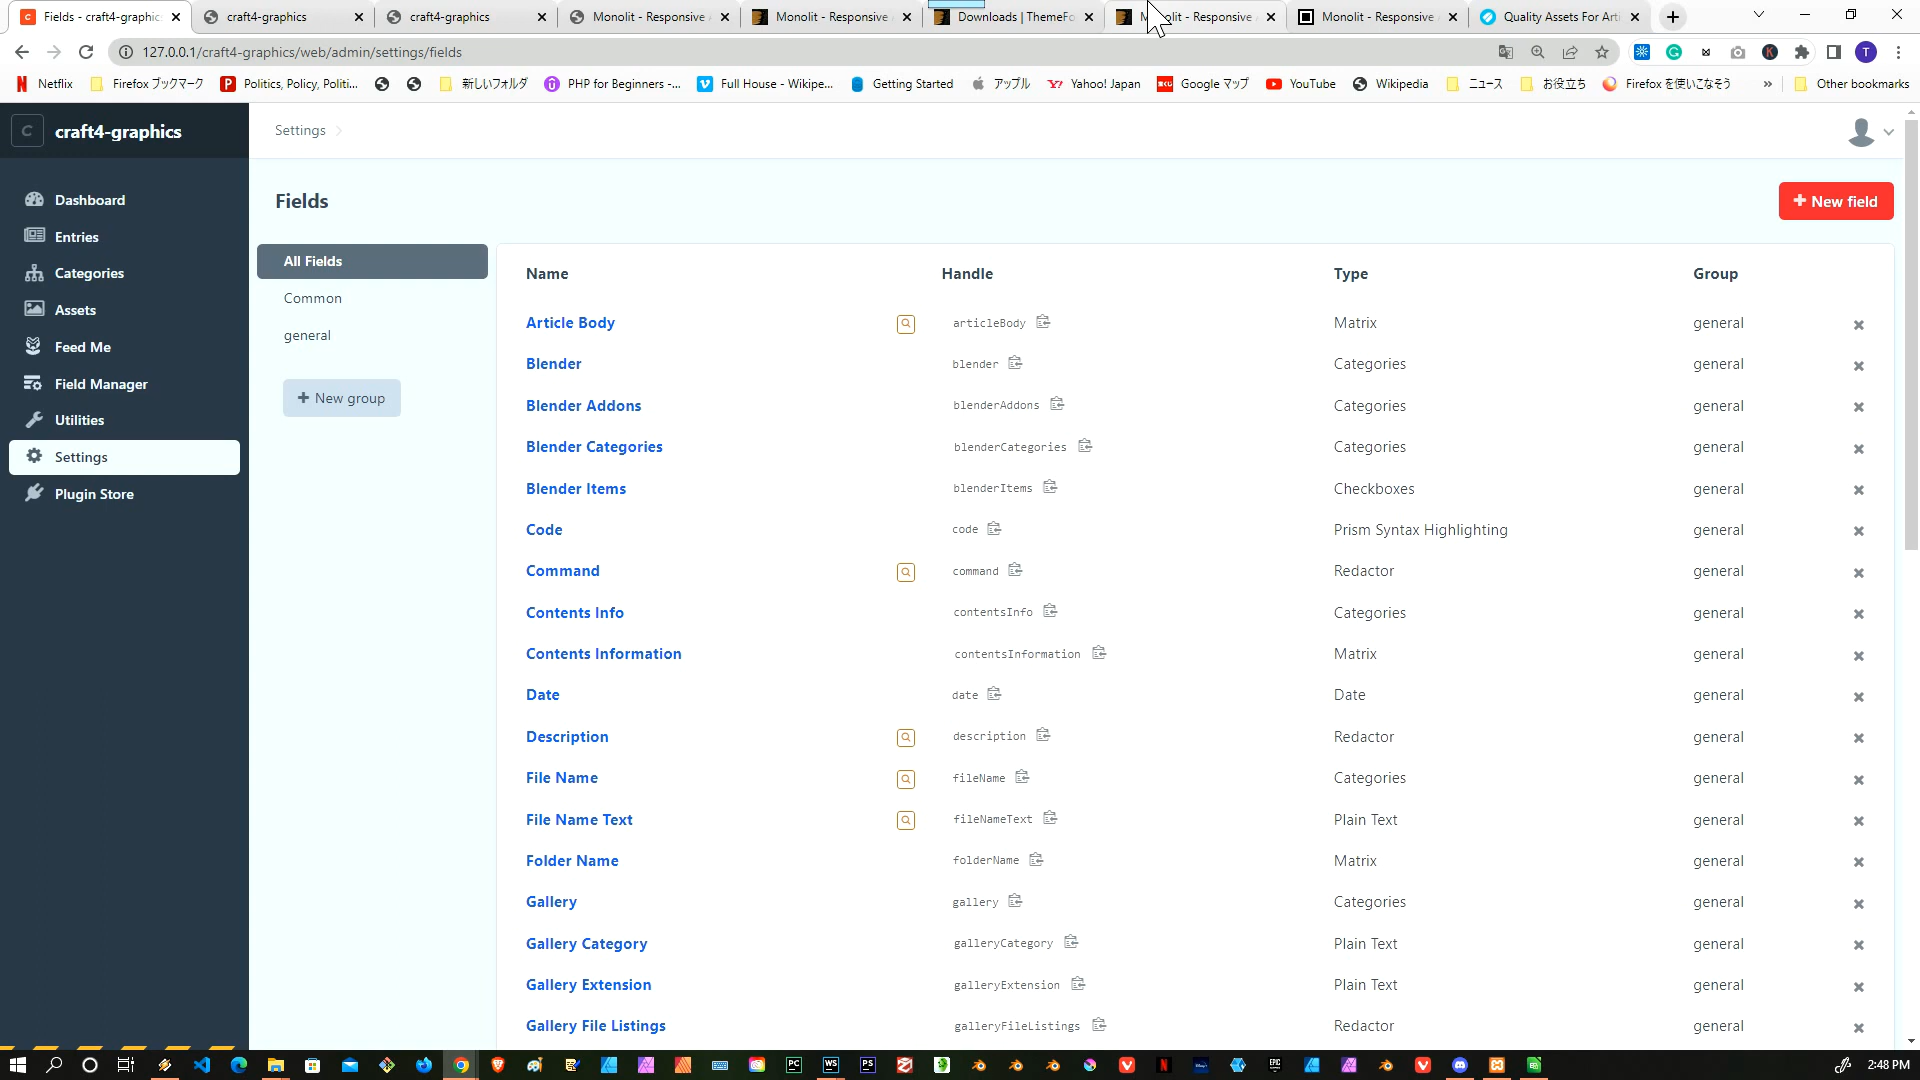 Fields - craft4-graphic
craft4-graphics
craft4-graphics
Monolit - Responsive
Monolit - Responsive
Downloads | ThemeFo
Monolit - Responsive
Monolit - Responsive
Quality Assets For Arti
127.0.0.1/craft4-graphics/web/admin/settings/fields
Netflix
Firefox ブックマーク
Politics, Policy, Politi...
新しいフォルダ
PHP for Beginners -...
Full House - Wikipe...
Getting Started
アップル
Yahoo! Japan
Google マップ
YouTube
Wikipedia
ニュース
お役立ち
Firefox を使いこなそう
»
Other bookmarks
C craft4-graphics
Settings
Dashboard
Entries
Categories
Assets
Feed Me
Field Manager
Utilities
Settings
Plugin Store
Fields
+ New field
All Fields
Common
general
+ New group
Name Handle Type Group
Article Body articleBody Matrix general
Blender blender Categories general
Blender Addons blenderAddons Categories general
Blender Categories blenderCategories Categories general
Blender Items blenderItems Checkboxes general
Code code Prism Syntax Highlighting general
Command command Redactor general
Contents Info contentsInfo Categories general
Contents Information contentsInformation Matrix general
Date date Date general
Description description Redactor general
File Name fileName Categories general
File Name Text fileNameText Plain Text general
Folder Name folderName Matrix general
Gallery gallery Categories general
Gallery Category galleryCategory Plain Text general
Gallery Extension galleryExtension Plain Text general
Gallery File Listings galleryFileListings Redactor general
2:48 PM